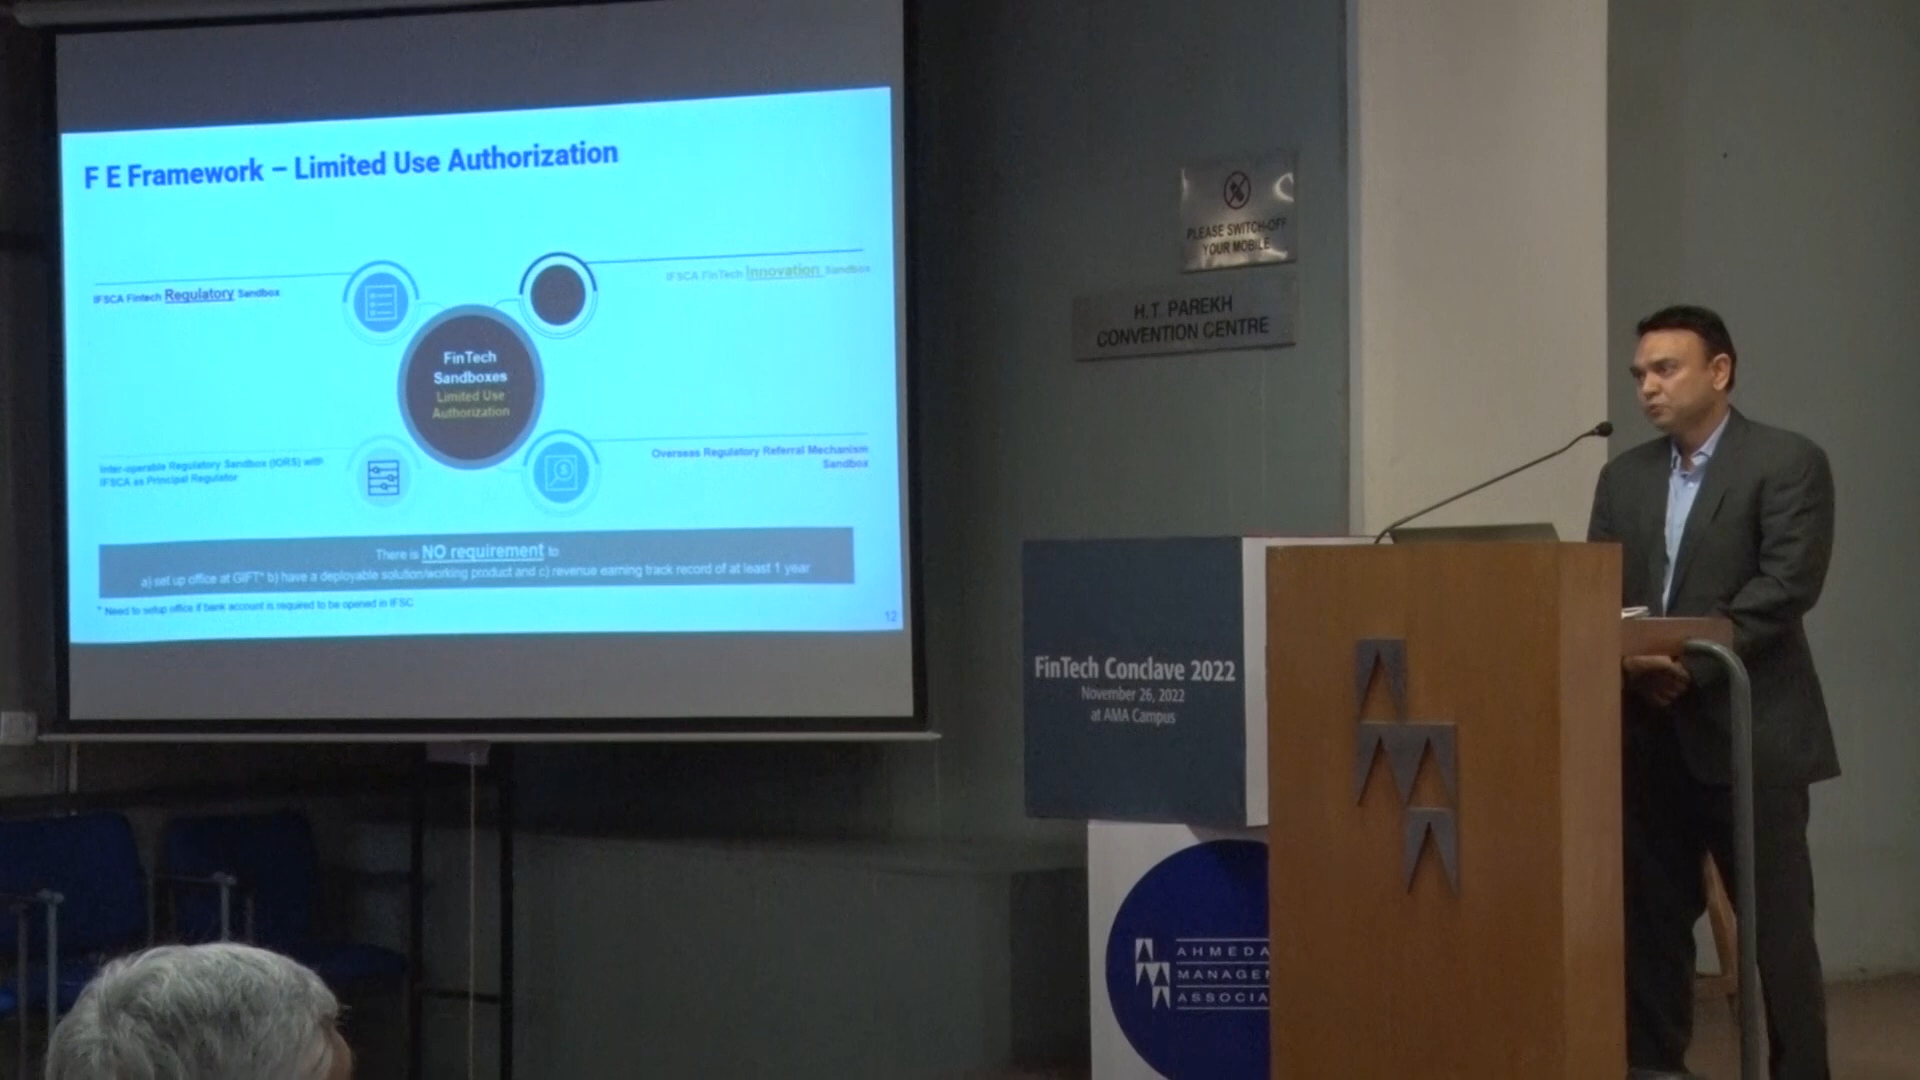 F E Framework – Limited Use Authorization
IFSCA Fintech Regulatory Sandbox
IFSCA FinTech Innovation Sandbox
FinTech
Sandboxes
Limited Use
Authorization
Inter-operable Regulatory Sandbox (IORS) with
IFSCA as Principal Regulator
Overseas Regulatory Referral Mechanism
Sandbox
There is NO requirement to
a) set up office at GIFT* b) have a deployable solution/working product and c) revenue earning track record of at least 1 year
* Need to setup office if bank account is required to be opened in IFSC
12
PLEASE SWITCH-OFF
YOUR MOBILE
H.T. PAREKH
CONVENTION CENTRE
FinTech Conclave 2022
November 26, 2022
at AMA Campus
AHMEDA
MANAGEM
ASSOCIA